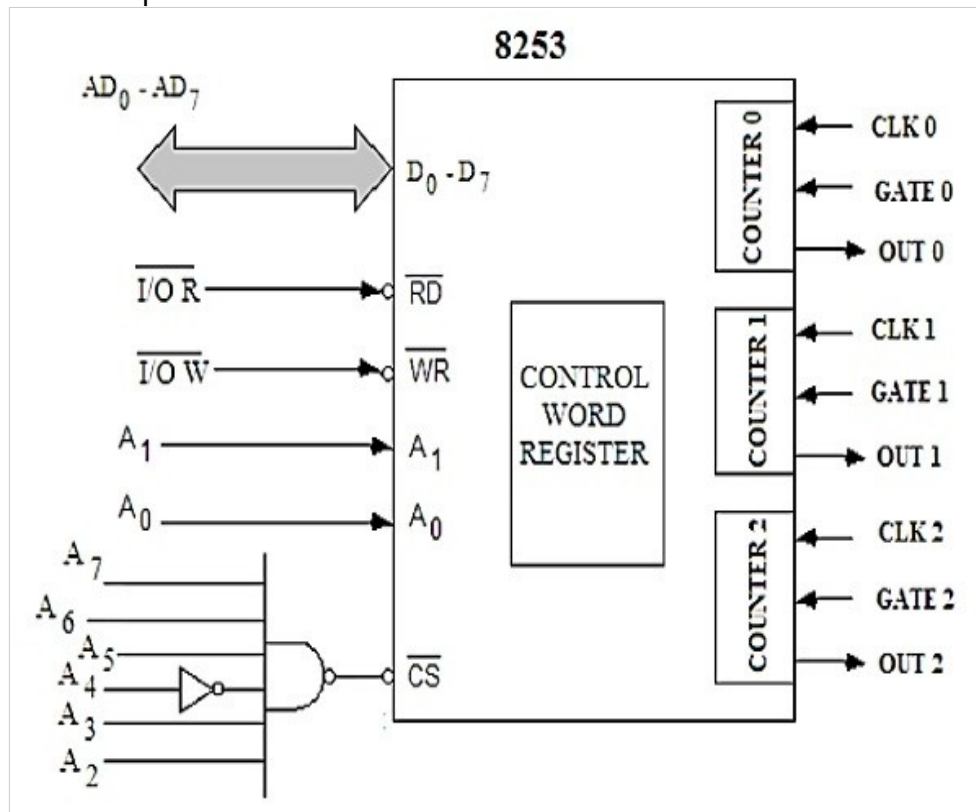 8253
AD0 - AD7
D0 - D7
I/O R
RD
I/O W
WR
A1
A1
A0
A0
A7
A6
A5
A4
A3
A2
CS
CONTROL
WORD
REGISTER
COUNTER 0
CLK 0
GATE 0
OUT 0
COUNTER 1
CLK 1
GATE 1
OUT 1
COUNTER 2
CLK 2
GATE 2
OUT 2